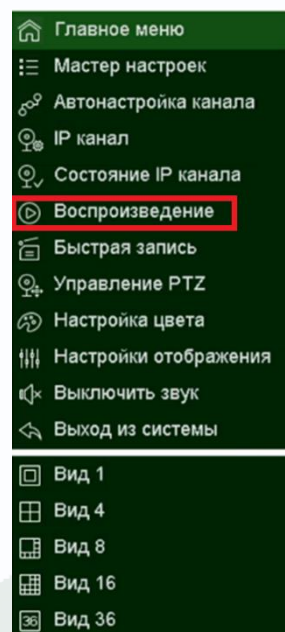 Главное меню
Мастер настроек
Автонастройка канала
IP канал
Состояние IP канала
Воспроизведение
Быстрая запись
Управление PTZ
Настройка цвета
Настройки отображения
Выключить звук
Выход из системы
Вид 1
Вид 4
Вид 8
Вид 16
36 Вид 36